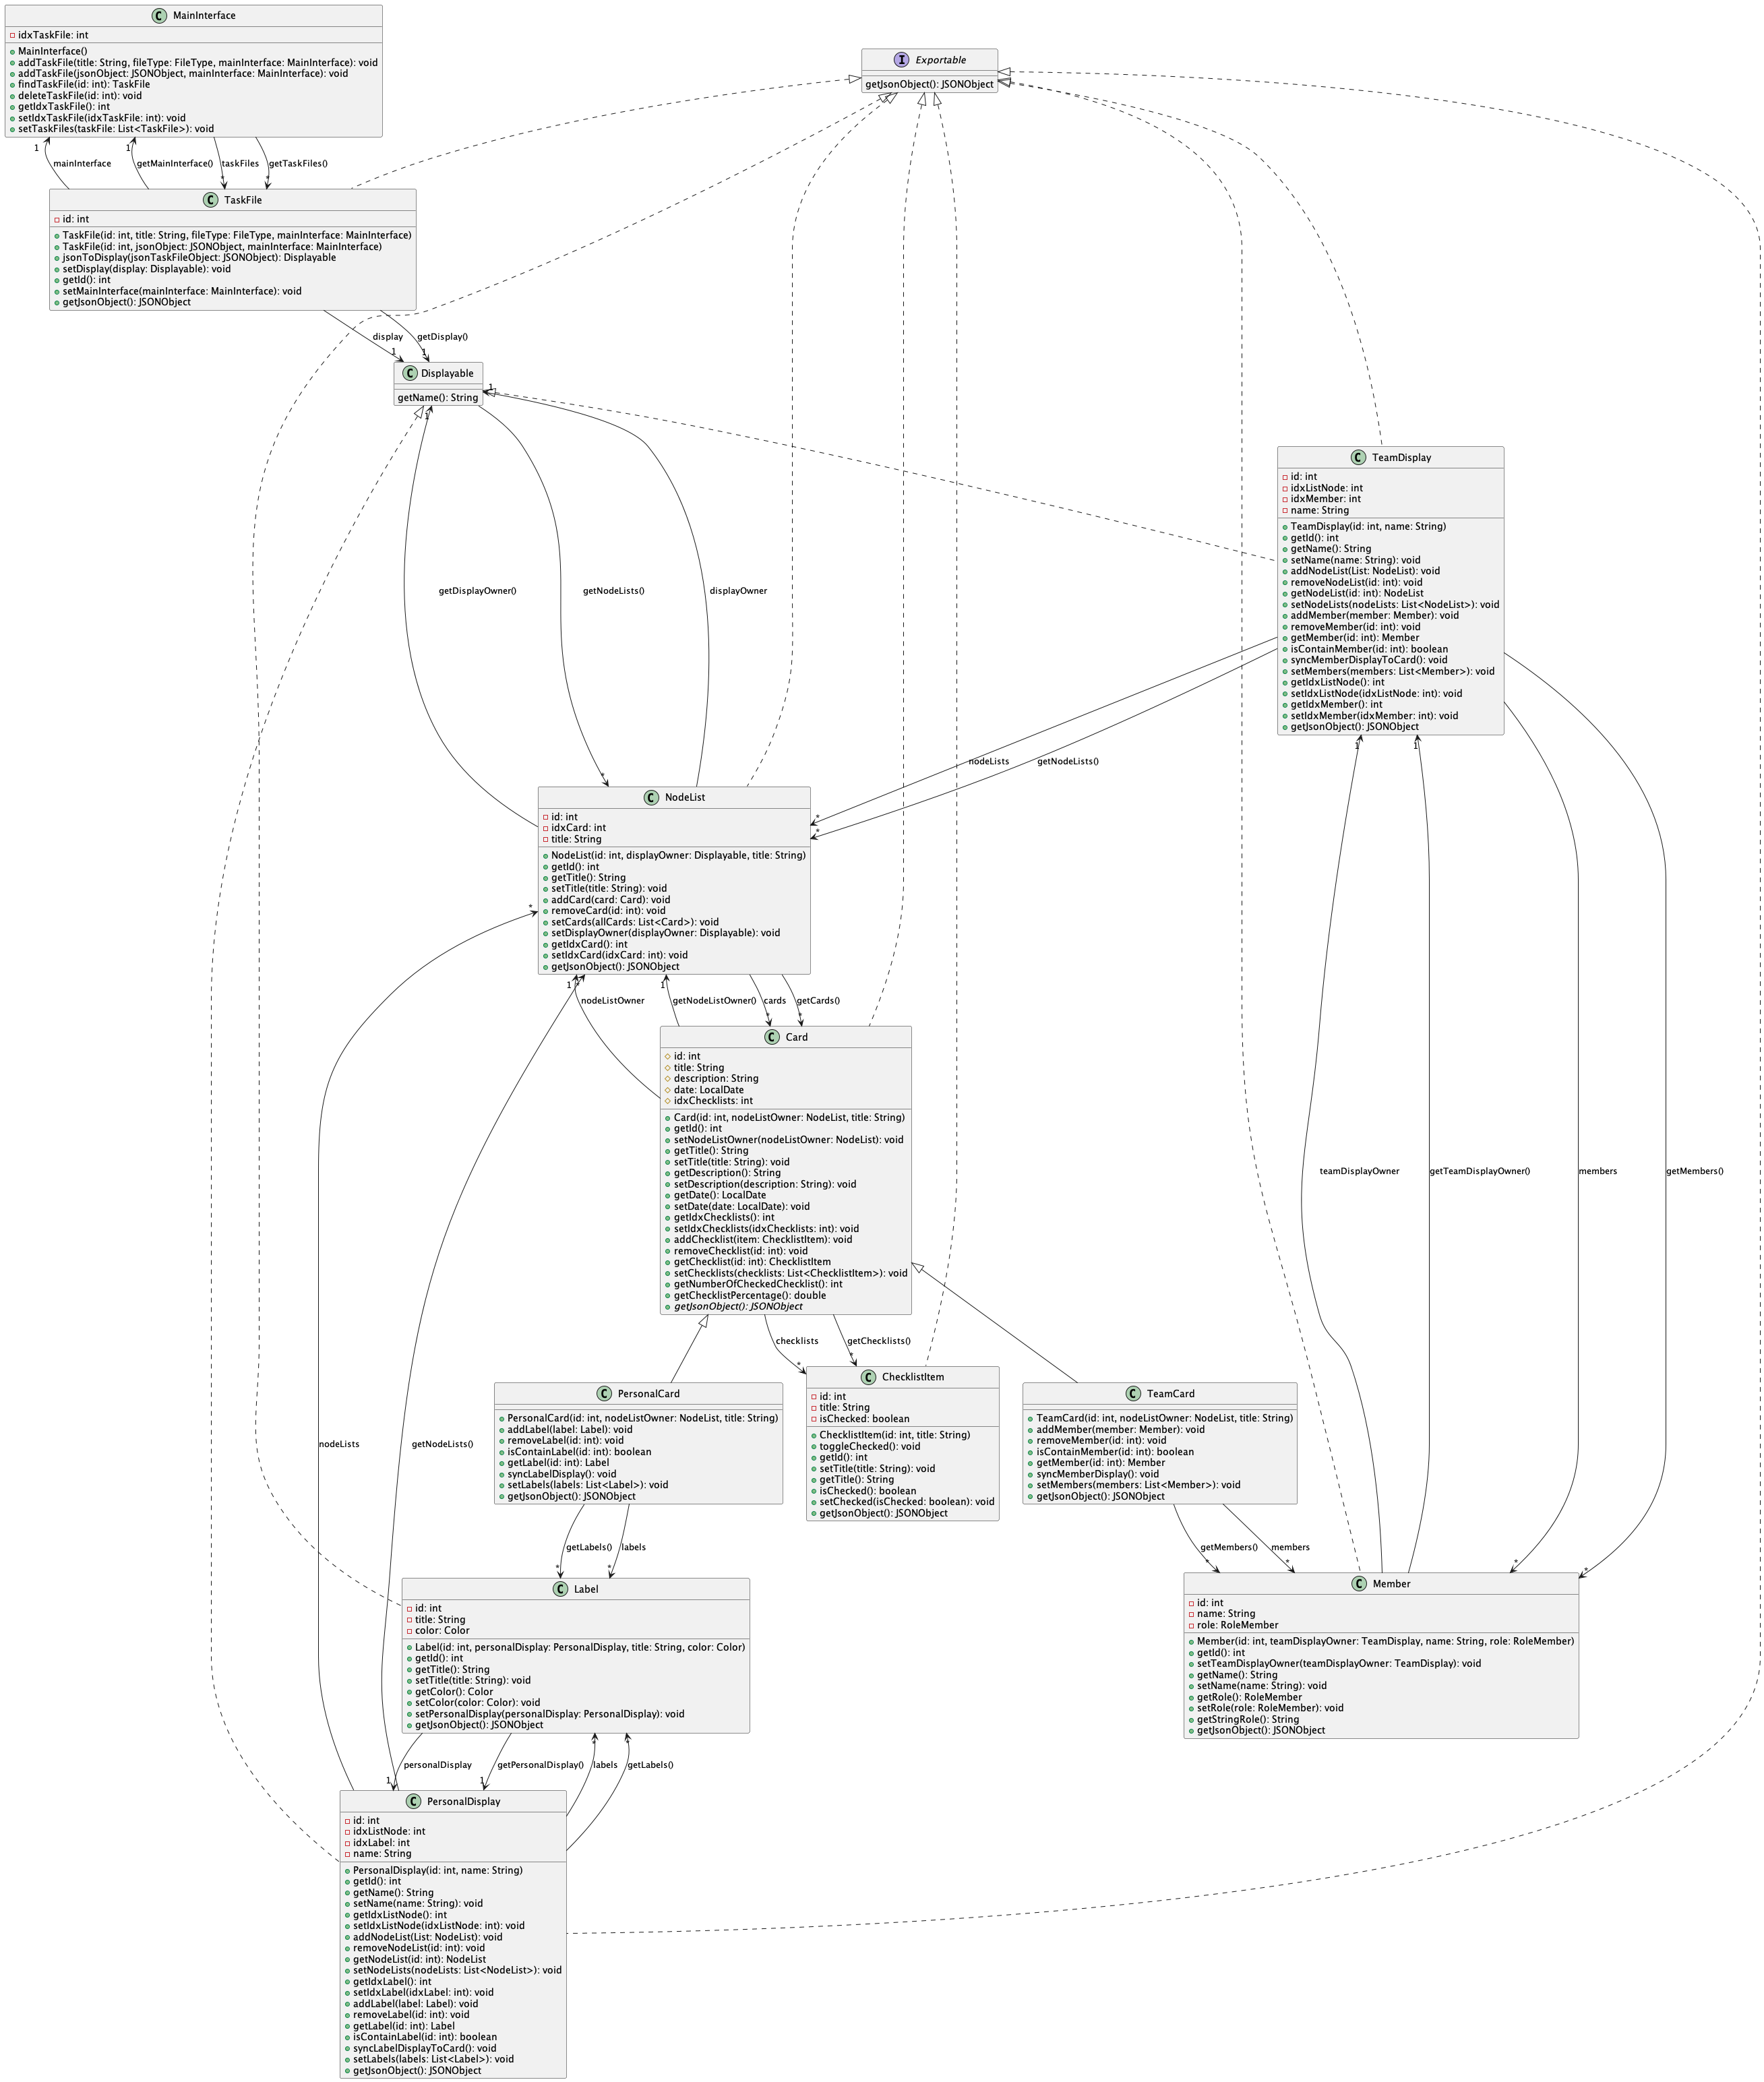 MainInterface
idxTaskFile: int
MainInterface()
addTaskFile(title: String, fileType: FileType, mainInterface: MainInterface): void
addTaskFile(jsonObject: JSONObject, mainInterface: MainInterface): void
findTaskFile(id: int): TaskFile
deleteTaskFile(id: int): void
getIdxTaskFile(): int
setIdxTaskFile(idxTaskFile: int): void
setTaskFiles(taskFile: List<TaskFile>): void
Exportable
getJsonObject(): JSONObject
1
1
mainInterface
getMainInterface()
taskFiles
getTaskFiles()
*
*
TaskFile
id: int
TaskFile(id: int, title: String, fileType: FileType, mainInterface: MainInterface)
TaskFile(id: int, jsonObject: JSONObject, mainInterface: MainInterface)
jsonToDisplay(jsonTaskFileObject: JSONObject): Displayable
setDisplay(display: Displayable): void
getId(): int
setMainInterface(mainInterface: MainInterface): void
getJsonObject(): JSONObject
display
getDisplay()
1
1
Displayable
getName(): String
1
1
TeamDisplay
id: int
idxListNode: int
idxMember: int
name: String
TeamDisplay(id: int, name: String)
getId(): int
getName(): String
setName(name: String): void
addNodeList(List: NodeList): void
removeNodeList(id: int): void
getNodeList(id: int): NodeList
setNodeLists(nodeLists: List<NodeList>): void
addMember(member: Member): void
removeMember(id: int): void
getMember(id: int): Member
isContainMember(id: int): boolean
syncMemberDisplayToCard(): void
setMembers(members: List<Member>): void
getIdxListNode(): int
setIdxListNode(idxListNode: int): void
getIdxMember(): int
setIdxMember(idxMember: int): void
getJsonObject(): JSONObject
getDisplayOwner()
getNodeLists()
displayOwner
nodeLists
getNodeLists()
1
1
*
*
*
NodeList
id: int
idxCard: int
title: String
NodeList(id: int, displayOwner: Displayable, title: String)
getId(): int
getTitle(): String
setTitle(title: String): void
addCard(card: Card): void
removeCard(id: int): void
setCards(allCards: List<Card>): void
setDisplayOwner(displayOwner: Displayable): void
getIdxCard(): int
setIdxCard(idxCard: int): void
getJsonObject(): JSONObject
*
1
*
1
nodeListOwner
getNodeListOwner()
cards
getCards()
*
*
Card
id: int
title: String
description: String
date: LocalDate
idxChecklists: int
Card(id: int, nodeListOwner: NodeList, title: String)
getId(): int
setNodeListOwner(nodeListOwner: NodeList): void
getTitle(): String
setTitle(title: String): void
getDescription(): String
setDescription(description: String): void
getDate(): LocalDate
setDate(date: LocalDate): void
getIdxChecklists(): int
setIdxChecklists(idxChecklists: int): void
addChecklist(item: ChecklistItem): void
removeChecklist(id: int): void
getChecklist(id: int): ChecklistItem
setChecklists(checklists: List<ChecklistItem>): void
getNumberOfCheckedChecklist(): int
getChecklistPercentage(): double
getJsonObject(): JSONObject
teamDisplayOwner
getTeamDisplayOwner()
members
getMembers()
checklists
getChecklists()
*
*
PersonalCard
PersonalCard(id: int, nodeListOwner: NodeList, title: String)
addLabel(label: Label): void
removeLabel(id: int): void
isContainLabel(id: int): boolean
getLabel(id: int): Label
syncLabelDisplay(): void
setLabels(labels: List<Label>): void
getJsonObject(): JSONObject
ChecklistItem
id: int
title: String
isChecked: boolean
ChecklistItem(id: int, title: String)
toggleChecked(): void
getId(): int
setTitle(title: String): void
getTitle(): String
isChecked(): boolean
setChecked(isChecked: boolean): void
getJsonObject(): JSONObject
TeamCard
TeamCard(id: int, nodeListOwner: NodeList, title: String)
addMember(member: Member): void
removeMember(id: int): void
isContainMember(id: int): boolean
getMember(id: int): Member
syncMemberDisplay(): void
setMembers(members: List<Member>): void
getJsonObject(): JSONObject
nodeLists
getNodeLists()
getLabels()
labels
*
*
getMembers()
members
*
*
*
*
Label
id: int
title: String
color: Color
Label(id: int, personalDisplay: PersonalDisplay, title: String, color: Color)
getId(): int
getTitle(): String
setTitle(title: String): void
getColor(): Color
setColor(color: Color): void
setPersonalDisplay(personalDisplay: PersonalDisplay): void
getJsonObject(): JSONObject
Member
id: int
name: String
role: RoleMember
Member(id: int, teamDisplayOwner: TeamDisplay, name: String, role: RoleMember)
getId(): int
setTeamDisplayOwner(teamDisplayOwner: TeamDisplay): void
getName(): String
setName(name: String): void
getRole(): RoleMember
setRole(role: RoleMember): void
getStringRole(): String
getJsonObject(): JSONObject
*
*
personalDisplay
getPersonalDisplay()
labels
getLabels()
1
1
PersonalDisplay
id: int
idxListNode: int
idxLabel: int
name: String
PersonalDisplay(id: int, name: String)
getId(): int
getName(): String
setName(name: String): void
getIdxListNode(): int
setIdxListNode(idxListNode: int): void
addNodeList(List: NodeList): void
removeNodeList(id: int): void
getNodeList(id: int): NodeList
setNodeLists(nodeLists: List<NodeList>): void
getIdxLabel(): int
setIdxLabel(idxLabel: int): void
addLabel(label: Label): void
removeLabel(id: int): void
getLabel(id: int): Label
isContainLabel(id: int): boolean
syncLabelDisplayToCard(): void
setLabels(labels: List<Label>): void
getJsonObject(): JSONObject